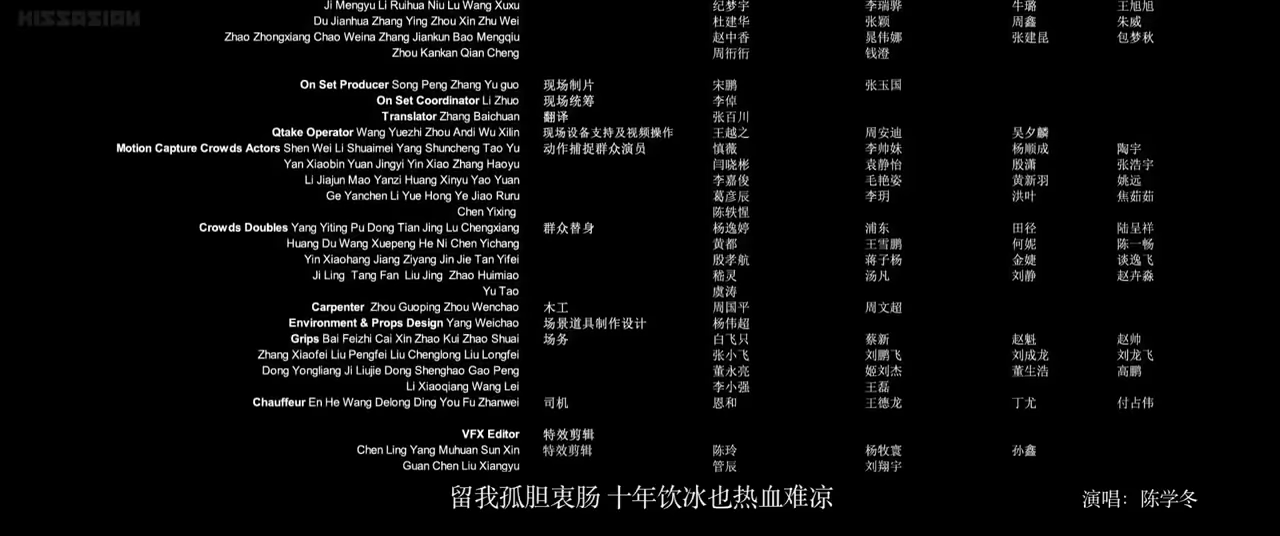 KISSASIAN
Ji Mengyu Li Ruihua Niu Lu Wang Xuxu 纪梦宇 李瑞骅 牛璐 王旭旭
Du Jianhua Zhang Ying Zhou Xin Zhu Wei 杜建华 张颖 周鑫 朱威
Zhao Zhongxiang Chao Weina Zhang Jiankun Bao Mengqiu 赵中香 晁伟娜 张建昆 包梦秋
Zhou Kankan Qian Cheng 周衎衎 钱澄
On Set Producer Song Peng Zhang Yu guo 现场制片 宋鹏 张玉国
On Set Coordinator Li Zhuo 现场统筹 李倬
Translator Zhang Baichuan 翻译 张百川
Qtake Operator Wang Yuezhi Zhou Andi Wu Xilin 现场设备支持及视频操作 王越之 周安迪 吴夕麟
Motion Capture Crowds Actors Shen Wei Li Shuaimei Yang Shuncheng Tao Yu 动作捕捉群众演员 慎薇 李帅妹 杨顺成 陶宇
Yan Xiaobin Yuan Jingyi Yin Xiao Zhang Haoyu 闫晓彬 袁静怡 殷潇 张浩宇
Li Jiajun Mao Yanzi Huang Xinyu Yao Yuan 李嘉俊 毛艳姿 黄新羽 姚远
Ge Yanchen Li Yue Hong Ye Jiao Ruru 葛彦辰 李玥 洪叶 焦茹茹
Chen Yixing 陈轶惺
Crowds Doubles Yang Yiting Pu Dong Tian Jing Lu Chengxiang 群众替身 杨逸婷 浦东 田径 陆呈祥
Huang Du Wang Xuepeng He Ni Chen Yichang 黄都 王雪鹏 何妮 陈一畅
Yin Xiaohang Jiang Ziyang Jin Jie Tan Yifei 殷孝航 蒋子杨 金婕 谈逸飞
Ji Ling Tang Fan Liu Jing Zhao Huimiao 嵇灵 汤凡 刘静 赵卉淼
Yu Tao 虞涛
Carpenter Zhou Guoping Zhou Wenchao 木工 周国平 周文超
Environment & Props Design Yang Weichao 场景道具制作设计 杨伟超
Grips Bai Feizhi Cai Xin Zhao Kui Zhao Shuai 场务 白飞只 蔡新 赵魁 赵帅
Zhang Xiaofei Liu Pengfei Liu Chenglong Liu Longfei 张小飞 刘鹏飞 刘成龙 刘龙飞
Dong Yongliang Ji Liujie Dong Shenghao Gao Peng 董永亮 姬刘杰 董生浩 高鹏
Li Xiaoqiang Wang Lei 李小强 王磊
Chauffeur En He Wang Delong Ding You Fu Zhanwei 司机 恩和 王德龙 丁尤 付占伟
VFX Editor 特效剪辑
Chen Ling Yang Muhuan Sun Xin 特效剪辑 陈玲 杨牧寰 孙鑫
Guan Chen Liu Xiangyu 管辰 刘翔宇
留我孤胆衷肠 十年饮冰也热血难凉 演唱：陈学冬